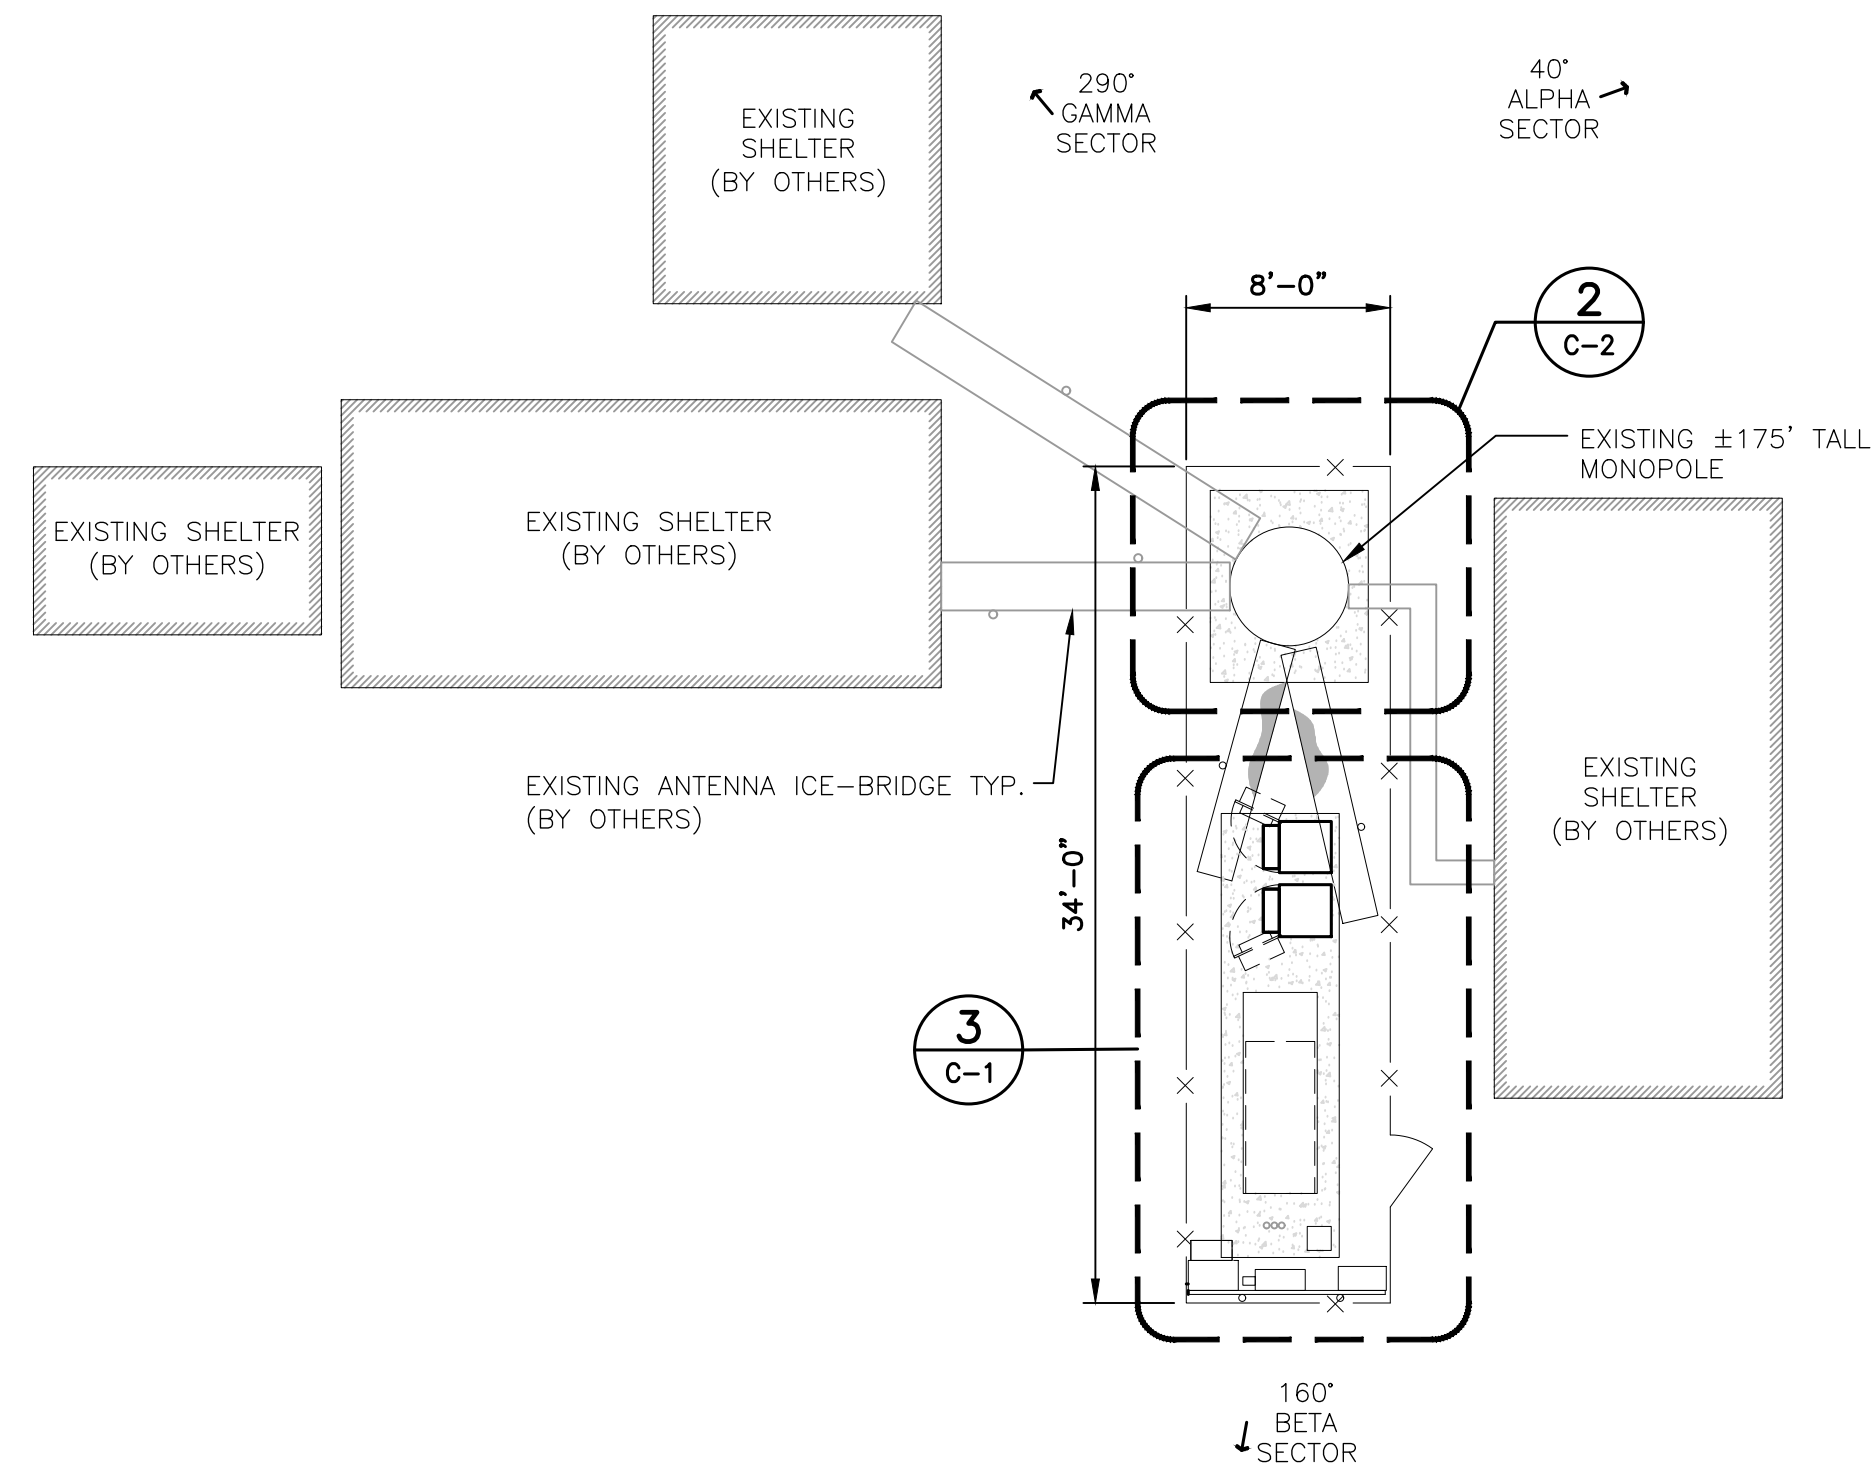 EXISTING
SHELTER
(BY OTHERS)
290°
GAMMA
SECTOR
40°
ALPHA
SECTOR
8'-0"
2
C-2
EXISTING ±175' TALL
MONOPOLE
EXISTING SHELTER
(BY OTHERS)
EXISTING SHELTER
(BY OTHERS)
EXISTING ANTENNA ICE-BRIDGE TYP.
(BY OTHERS)
34'-0"
EXISTING
SHELTER
(BY OTHERS)
3
C-1
160°
BETA
SECTOR